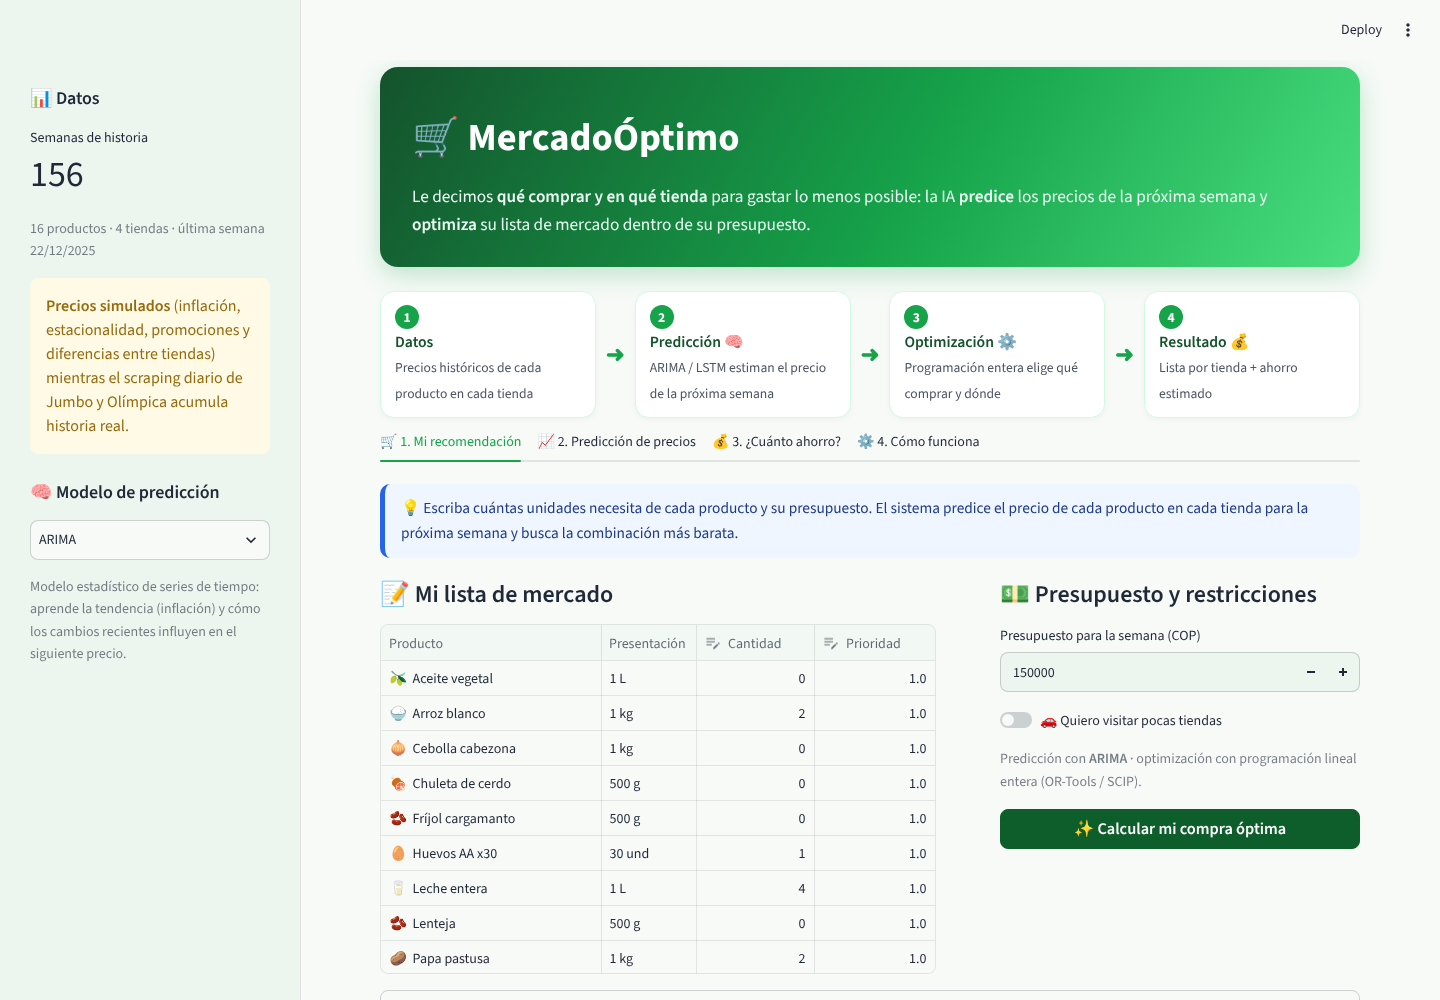 Deploy
📊 Datos
Semanas de historia
156
16 productos · 4 tiendas · última semana
22/12/2025
Precios simulados (inflación,
estacionalidad, promociones y
diferencias entre tiendas)
mientras el scraping diario de
Jumbo y Olímpica acumula
historia real.
🧠 Modelo de predicción
ARIMA
Modelo estadístico de series de tiempo:
aprende la tendencia (inflación) y cómo
los cambios recientes influyen en el
siguiente precio.
🛒 MercadoÓptimo
Le decimos qué comprar y en qué tienda para gastar lo menos posible: la IA predice los precios de la próxima semana y
optimiza su lista de mercado dentro de su presupuesto.
1
Datos
Precios históricos de cada
producto en cada tienda
➜
2
Predicción 🧠
ARIMA / LSTM estiman el precio
de la próxima semana
➜
3
Optimización ⚙️
Programación entera elige qué
comprar y dónde
➜
4
Resultado 💰
Lista por tienda + ahorro
estimado
🛒 1. Mi recomendación 📈 2. Predicción de precios 💰 3. ¿Cuánto ahorro? ⚙️ 4. Cómo funciona
💡 Escriba cuántas unidades necesita de cada producto y su presupuesto. El sistema predice el precio de cada producto en cada tienda para la
próxima semana y busca la combinación más barata.
📝 Mi lista de mercado
Producto Presentación Cantidad Prioridad
🫒 Aceite vegetal 1 L 0 1.0
🍚 Arroz blanco 1 kg 2 1.0
🧅 Cebolla cabezona 1 kg 0 1.0
🍖 Chuleta de cerdo 500 g 0 1.0
🫘 Fríjol cargamanto 500 g 0 1.0
🥚 Huevos AA x30 30 und 1 1.0
🥛 Leche entera 1 L 4 1.0
🫘 Lenteja 500 g 0 1.0
🥔 Papa pastusa 1 kg 2 1.0
💵 Presupuesto y restricciones
Presupuesto para la semana (COP)
150000
🚗 Quiero visitar pocas tiendas
Predicción con ARIMA · optimización con programación lineal
entera (OR-Tools / SCIP).
✨ Calcular mi compra óptima